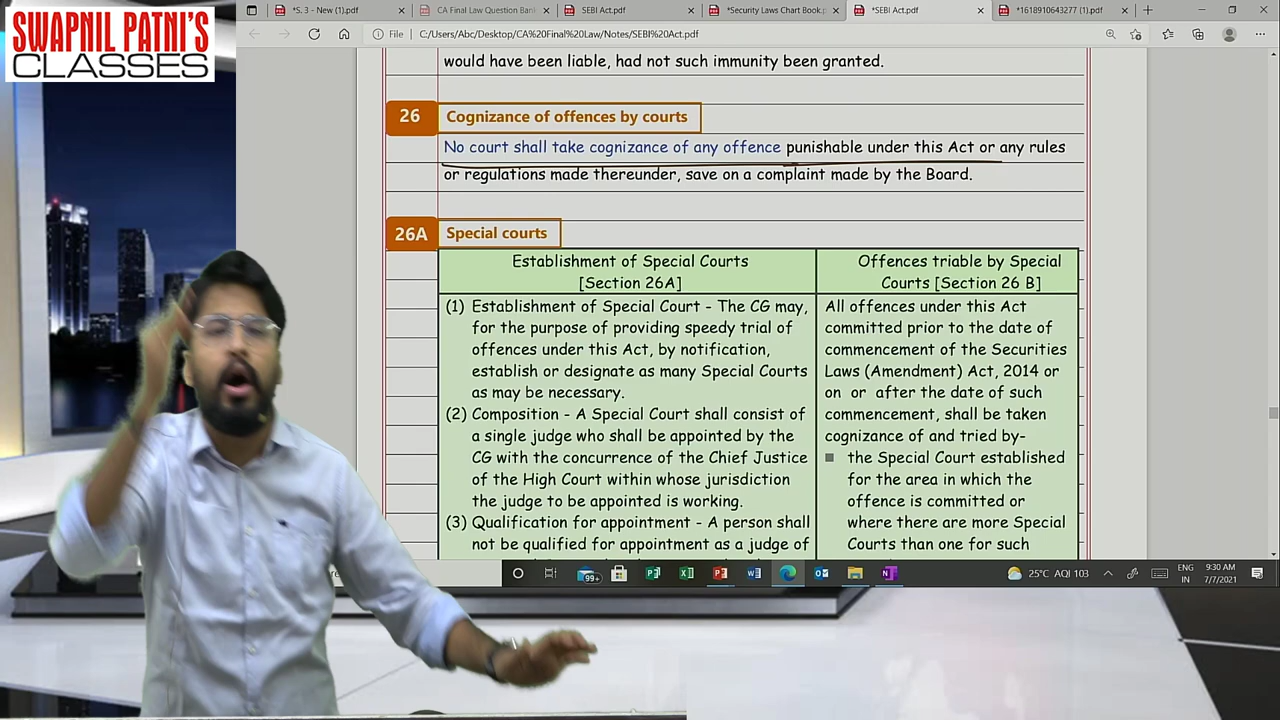 SWAPNIL PATNI'S
CLASSES
*S. 3 - New (1).pdf
CA Final Law Question Ban
SEBI Act.pdf
*Security Laws Chart Book.p
*SEBI Act.pdf
*1618910643277 (1).pdf
File C:/Users/Abc/Desktop/CA%20Final%20Law/Notes/SEBI%20Act.pdf
would have been liable, had not such immunity been granted.
26 Cognizance of offences by courts
No court shall take cognizance of any offence punishable under this Act or any rules
or regulations made thereunder, save on a complaint made by the Board.
26A Special courts
Establishment of Special Courts
[Section 26A]
(1) Establishment of Special Court - The CG may,
for the purpose of providing speedy trial of
offences under this Act, by notification,
establish or designate as many Special Courts
as may be necessary.
(2) Composition - A Special Court shall consist of
a single judge who shall be appointed by the
CG with the concurrence of the Chief Justice
of the High Court within whose jurisdiction
the judge to be appointed is working.
(3) Qualification for appointment - A person shall
not be qualified for appointment as a judge of
Offences triable by Special
Courts [Section 26 B]
All offences under this Act
committed prior to the date of
commencement of the Securities
Laws (Amendment) Act, 2014 or
on or after the date of such
commencement, shall be taken
cognizance of and tried by-
the Special Court established
for the area in which the
offence is committed or
where there are more Special
Courts than one for such
99+
25°C AQI 103
ENG
IN
9:30 AM
7/7/2021